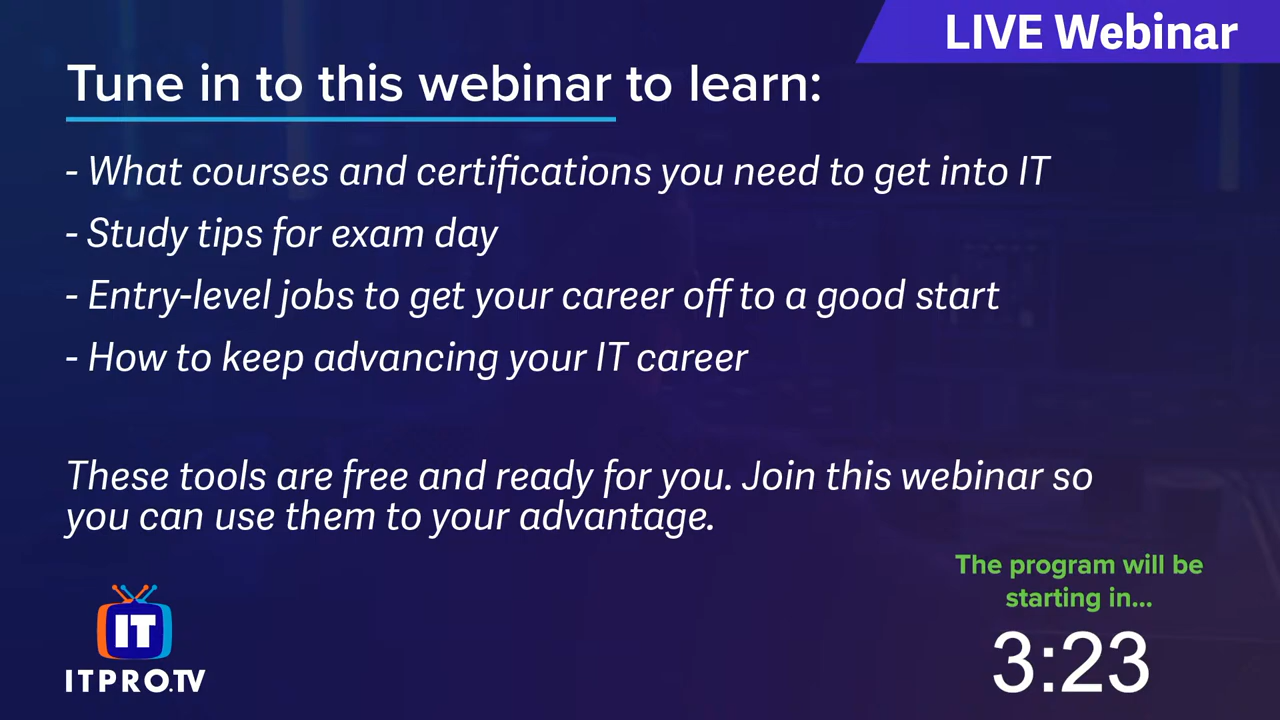 LIVE Webinar
Tune in to this webinar to learn:
- What courses and certifications you need to get into IT
- Study tips for exam day
- Entry-level jobs to get your career off to a good start
- How to keep advancing your IT career
These tools are free and ready for you. Join this webinar so
you can use them to your advantage.
The program will be
starting in...
3:23
IT
ITPRO.TV